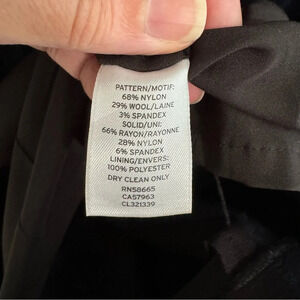 PATTERN/MOTIF:
68% NYLON
29% WOOL/LAINE
3% SPANDEX
SOLID/UNI:
66% RAYON/RAYONNE
28% NYLON
6% SPANDEX
LINING/ENVERS:
100% POLYESTER
DRY CLEAN ONLY
RN58665
CA57963
CL321339